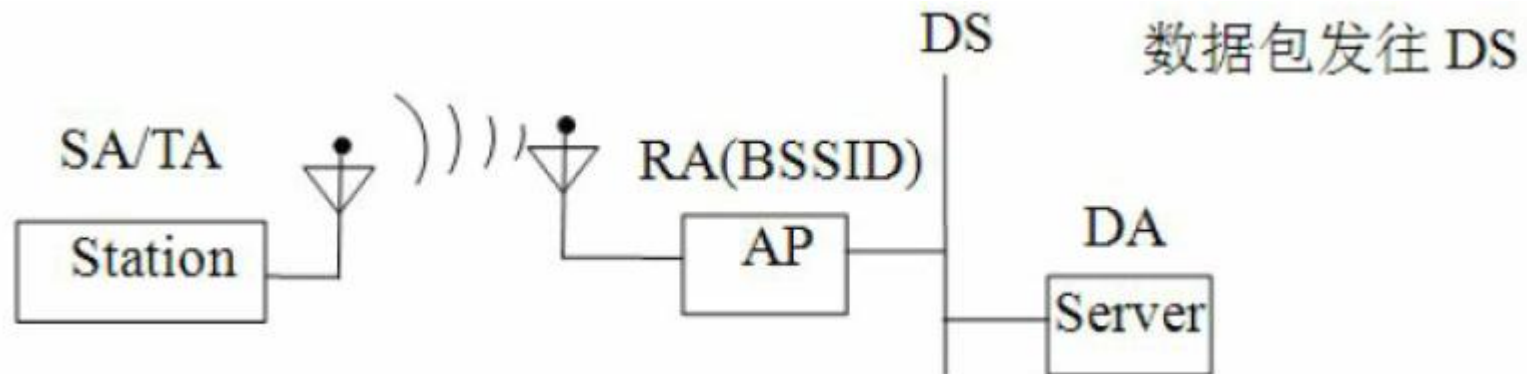 DS
数据包发往 DS
SA/TA
RA(BSSID)
DA
Station
AP
Server